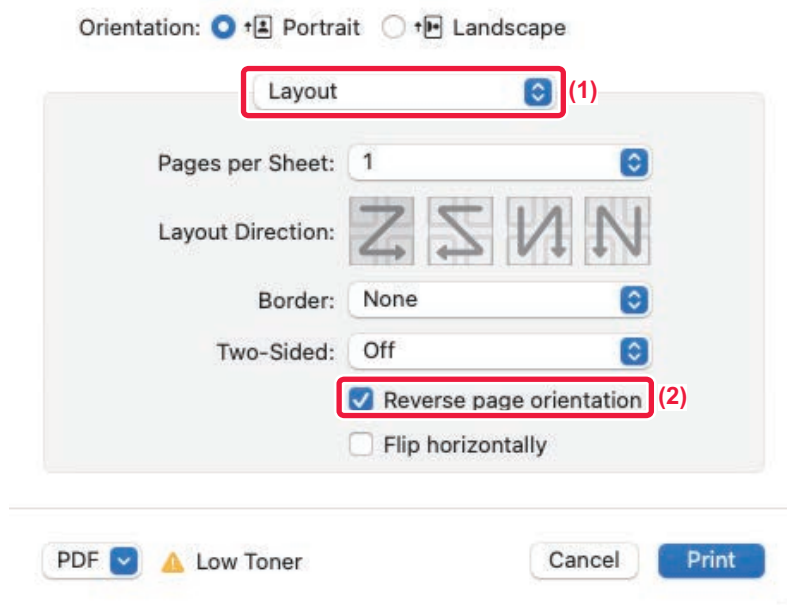 Orientation: Portrait Landscape
Layout (1)
Pages per Sheet: 1
Layout Direction:
Border: None
Two-Sided: Off
Reverse page orientation (2)
Flip horizontally
PDF Low Toner Cancel Print